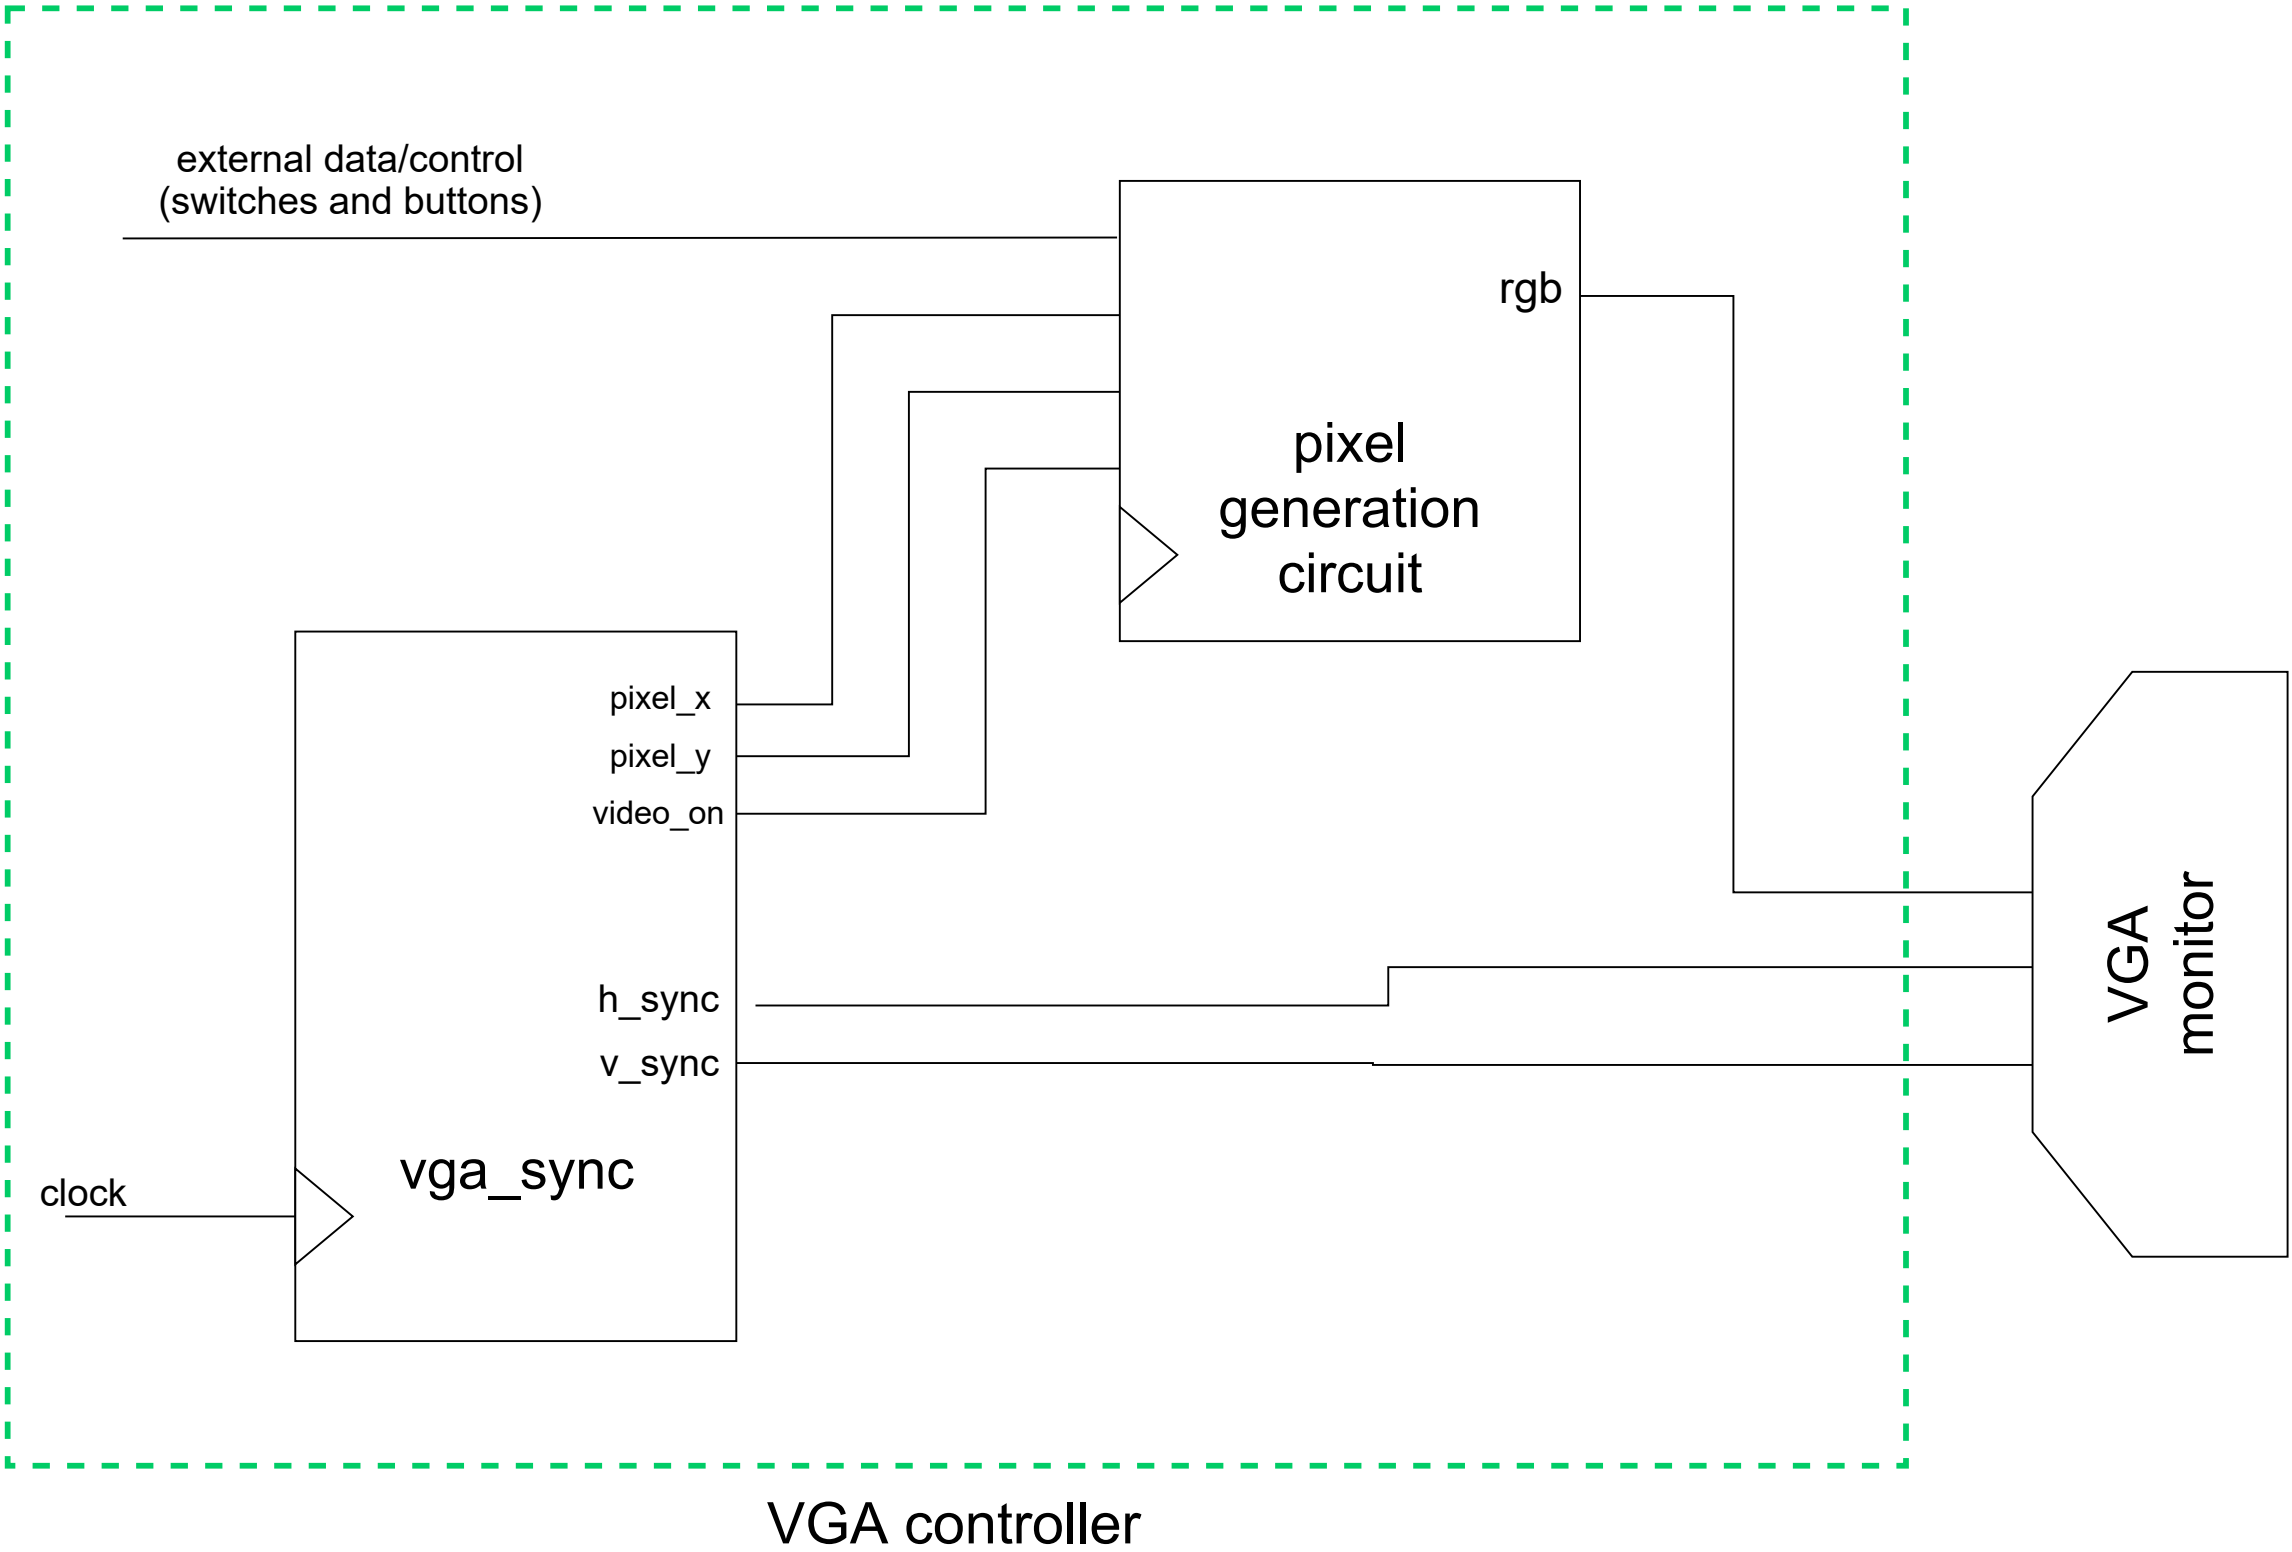 external data/control
(switches and buttons)
rgb
pixel
generation
circuit
pixel_x
pixel_y
video_on
h_sync
v_sync
vga_sync
clock
VGA
monitor
VGA controller